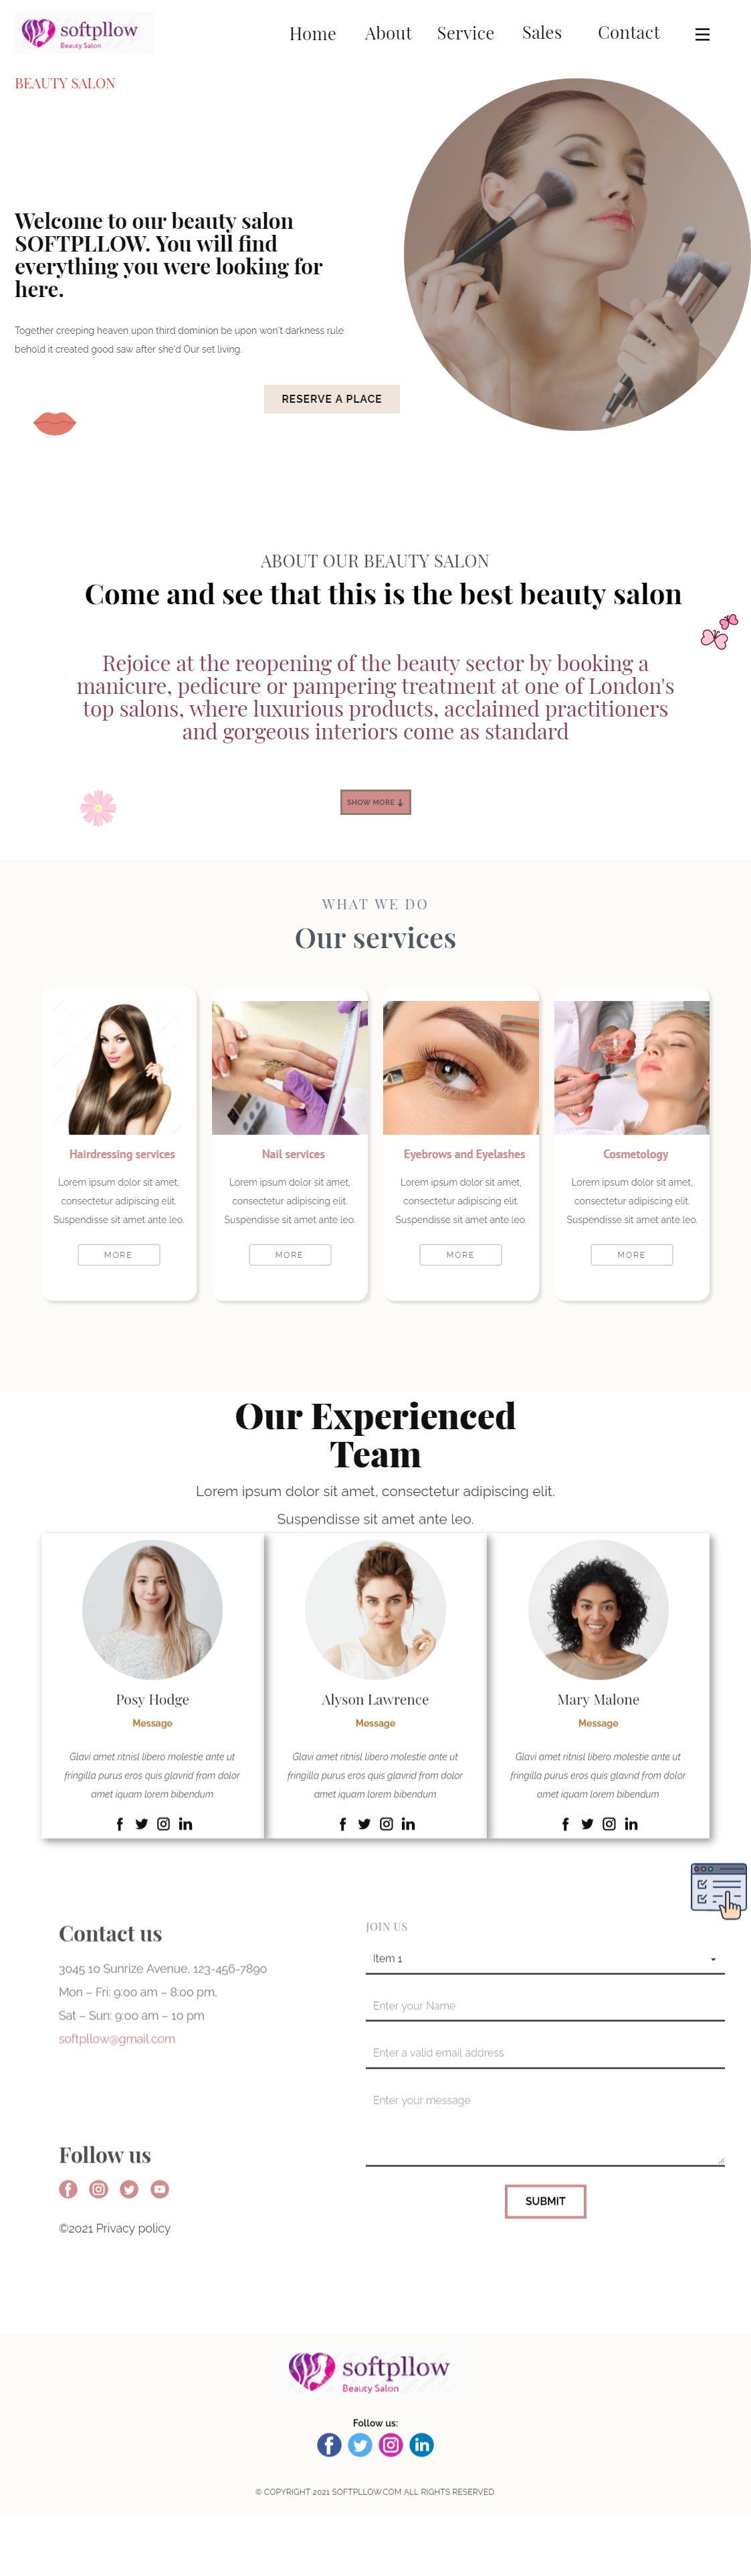 softpllow
Beauty Salon
Home About Service Sales Contact
BEAUTY SALON
Welcome to our beauty salon
SOFTPLLOW. You will find
everything you were looking for
here.
Together creeping heaven upon third dominion be upon won't darkness rule
behold it created good saw after she'd Our set living.
RESERVE A PLACE
ABOUT OUR BEAUTY SALON
Come and see that this is the best beauty salon
Rejoice at the reopening of the beauty sector by booking a
manicure, pedicure or pampering treatment at one of London's
top salons, where luxurious products, acclaimed practitioners
and gorgeous interiors come as standard
SHOW MORE
WHAT WE DO
Our services
Hairdressing services
Lorem ipsum dolor sit amet,
consectetur adipiscing elit.
Suspendisse sit amet ante leo.
MORE
Nail services
Lorem ipsum dolor sit amet,
consectetur adipiscing elit.
Suspendisse sit amet ante leo.
MORE
Eyebrows and Eyelashes
Lorem ipsum dolor sit amet,
consectetur adipiscing elit.
Suspendisse sit amet ante leo.
MORE
Cosmetology
Lorem ipsum dolor sit amet,
consectetur adipiscing elit.
Suspendisse sit amet ante leo.
MORE
Our Experienced
Team
Lorem ipsum dolor sit amet, consectetur adipiscing elit.
Suspendisse sit amet ante leo.
Posy Hodge
Message
Glavi amet ritnisl libero molestie ante ut
fringilla purus eros quis glavrid from dolor
amet iquam lorem bibendum
Alyson Lawrence
Message
Glavi amet ritnisl libero molestie ante ut
fringilla purus eros quis glavrid from dolor
amet iquam lorem bibendum
Mary Malone
Message
Glavi amet ritnisl libero molestie ante ut
fringilla purus eros quis glavrid from dolor
amet iquam lorem bibendum
Contact us
3045 10 Sunrize Avenue, 123-456-7890
Mon – Fri: 9:00 am – 8:00 pm,
Sat – Sun: 9:00 am – 10 pm
softpllow@gmail.com
Follow us
©2021 Privacy policy
JOIN US
Item 1
Enter your Name
Enter a valid email address
Enter your message
SUBMIT
softpllow
Beauty Salon
Follow us:
© COPYRIGHT 2021 SOFTPLLOW.COM ALL RIGHTS RESERVED.